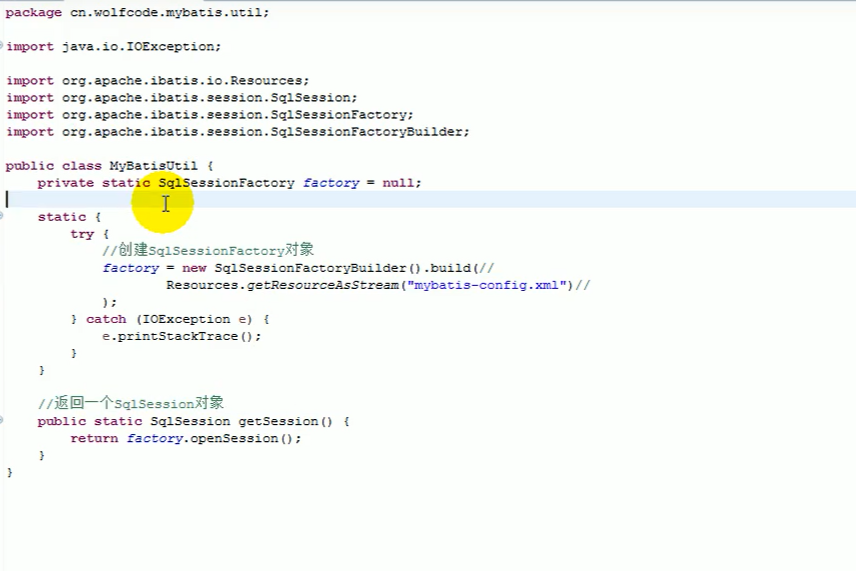 package cn.wolfcode.mybatis.util;
import java.io.IOException;
import org.apache.ibatis.io.Resources;
import org.apache.ibatis.session.SqlSession;
import org.apache.ibatis.session.SqlSessionFactory;
import org.apache.ibatis.session.SqlSessionFactoryBuilder;
public class MyBatisUtil {
private static SqlSessionFactory factory = null;
static {
try {
//创建SqlSessionFactory对象
factory = new SqlSessionFactoryBuilder().build(//
Resources.getResourceAsStream("mybatis-config.xml")//
);
} catch (IOException e) {
e.printStackTrace();
}
}
//返回一个SqlSession对象
public static SqlSession getSession() {
return factory.openSession();
}
}